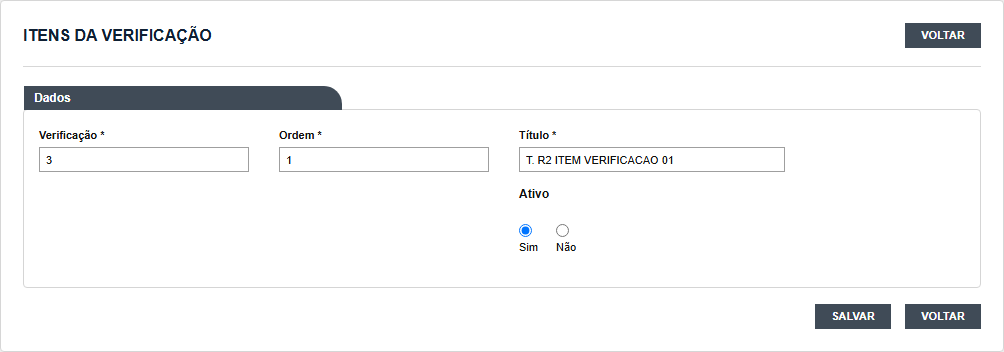 ITENS DA VERIFICAÇÃO
VOLTAR
Dados
Verificação *
Ordem *
Título *
3
1
T. R2 ITEM VERIFICACAO 01
Ativo
Sim
Não
SALVAR
VOLTAR